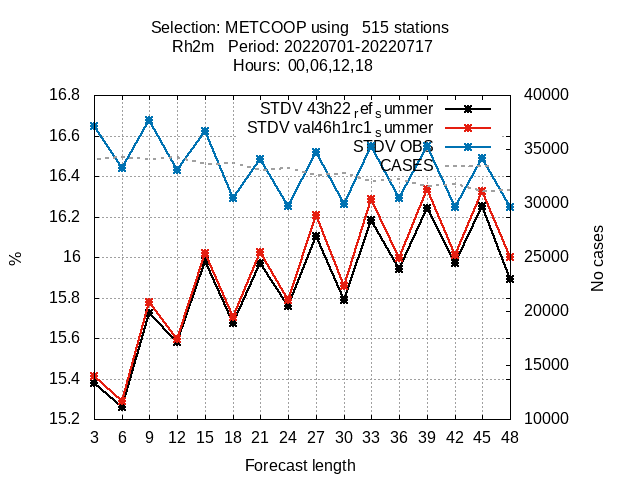 Selection: METCOOP using 515 stations
Rh2m Period: 20220701-20220717
Hours: 00,06,12,18
STDV 43h22refsummer
STDV val46h1rc1summer
STDV OBS
CASES
16.8
16.6
16.4
16.2
16
15.8
15.6
15.4
15.2
%
40000
35000
30000
25000
20000
15000
10000
No cases
3 6 9 12 15 18 21 24 27 30 33 36 39 42 45 48
Forecast length